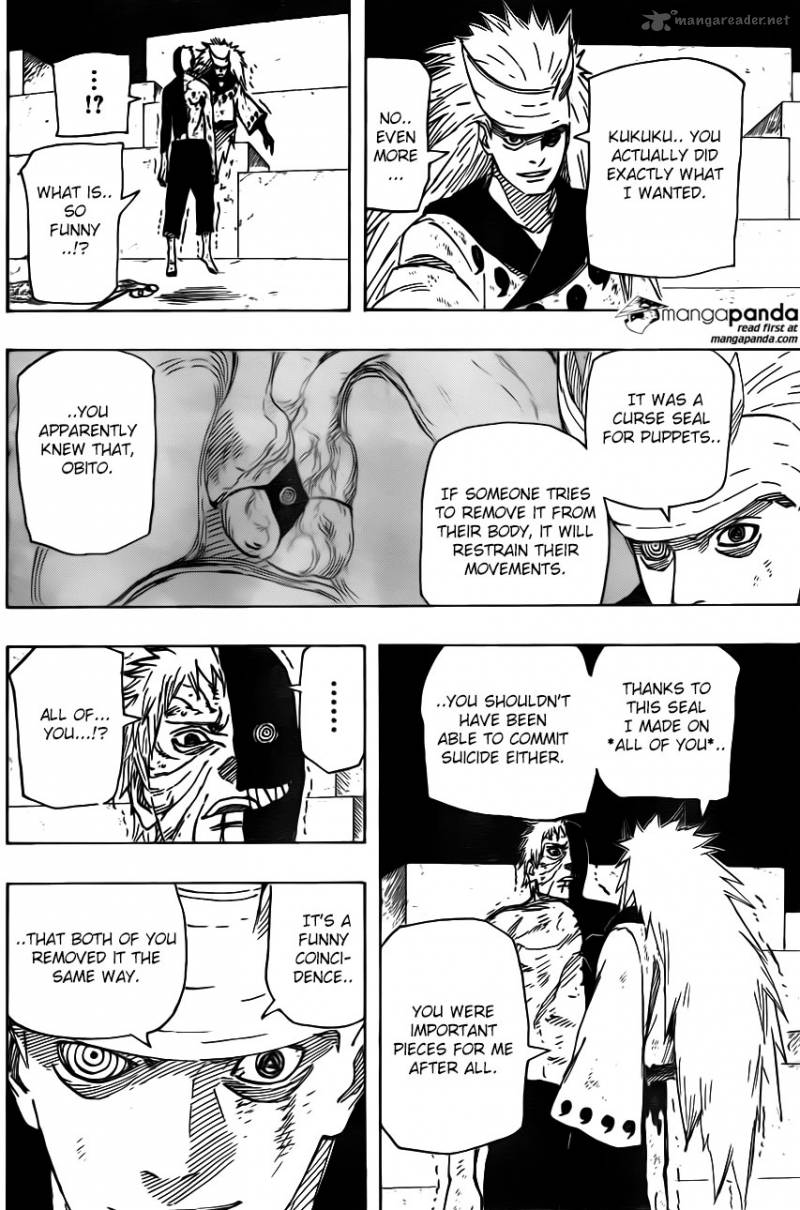 mangareader.net
KUKUKU.. YOU
ACTUALLY DID
EXACTLY WHAT
I WANTED.
NO..
EVEN
MORE
...
...
!?
WHAT IS..
SO
FUNNY
..!?
mangapanda
read first at
mangapanda.com
IT WAS A
CURSE SEAL
FOR PUPPETS..
IF SOMEONE TRIES
TO REMOVE IT FROM
THEIR BODY, IT WILL
RESTRAIN THEIR
MOVEMENTS.
..YOU
APPARENTLY
KNEW THAT,
OBITO.
THANKS TO
THIS SEAL
I MADE ON
*ALL OF YOU*..
..YOU SHOULDN'T
HAVE BEEN
ABLE TO COMMIT
SUICIDE EITHER.
YOU WERE
IMPORTANT
PIECES FOR ME
AFTER ALL.
......
ALL OF...
YOU...!?
IT'S A
FUNNY
COINCI-
DENCE..
..THAT BOTH OF YOU
REMOVED IT THE
SAME WAY.